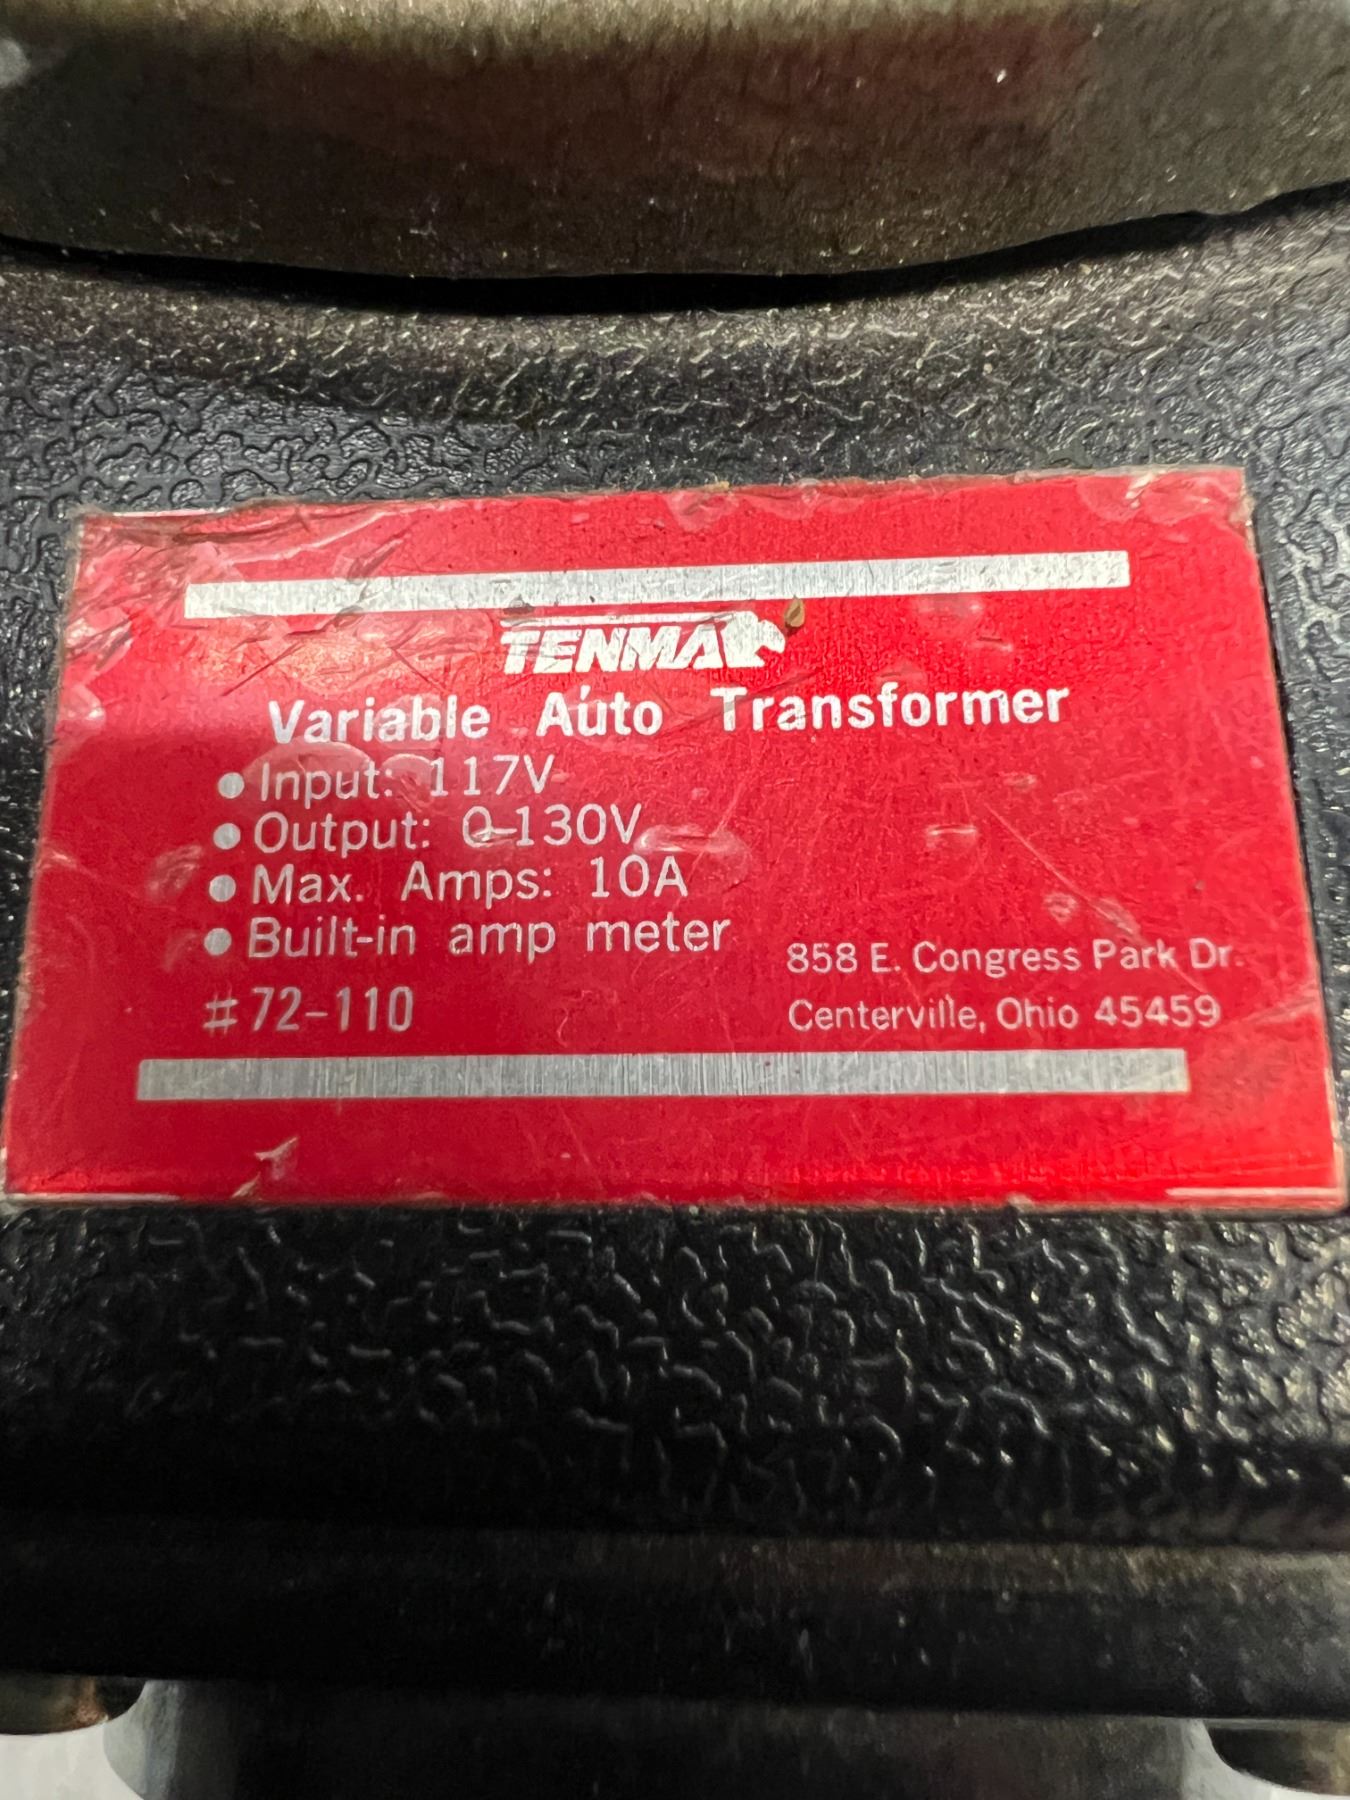 TENMA
Variable Auto Transformer
● Input: 117V
● Output: 0-130V
● Max. Amps: 10A
● Built-in amp meter
#72-110
858 E. Congress Park Dr.
Centerville, Ohio 45459